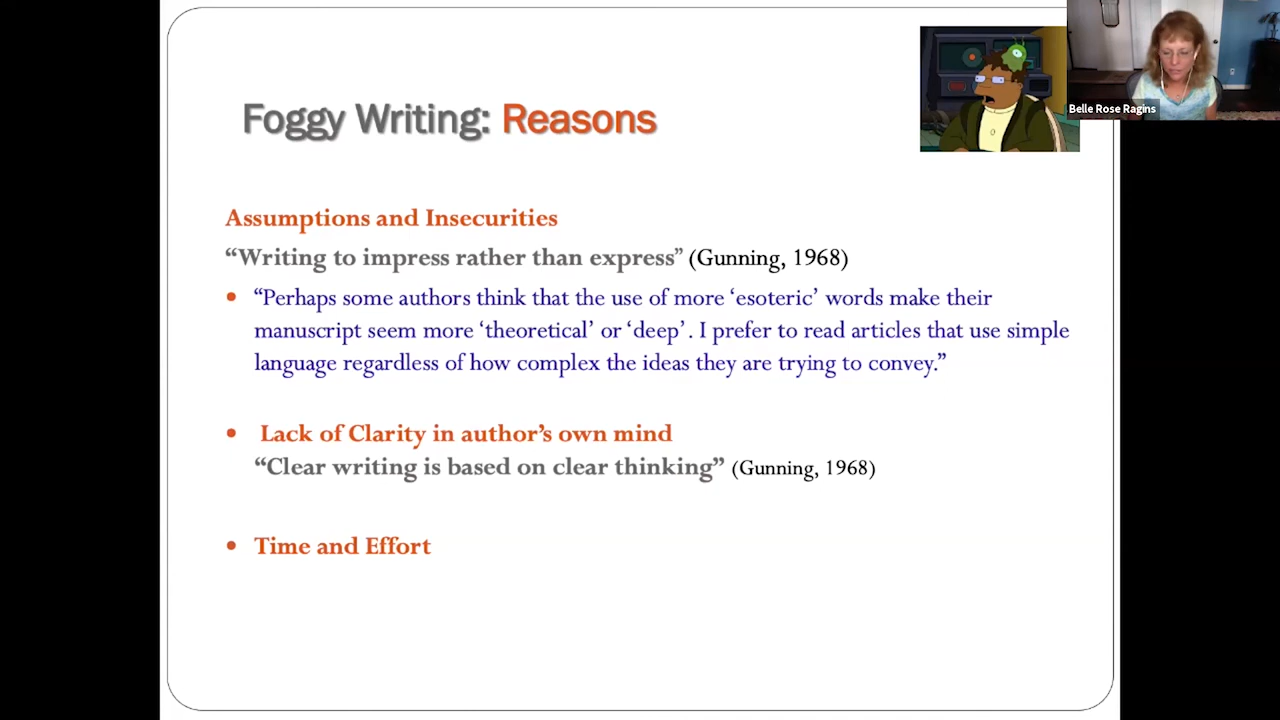 Foggy Writing: Reasons
Belle Rose Ragins
Assumptions and Insecurities
“Writing to impress rather than express” (Gunning, 1968)
• “Perhaps some authors think that the use of more ‘esoteric’ words make their
manuscript seem more ‘theoretical’ or ‘deep’. I prefer to read articles that use simple
language regardless of how complex the ideas they are trying to convey.”
• Lack of Clarity in author’s own mind
“Clear writing is based on clear thinking” (Gunning, 1968)
• Time and Effort